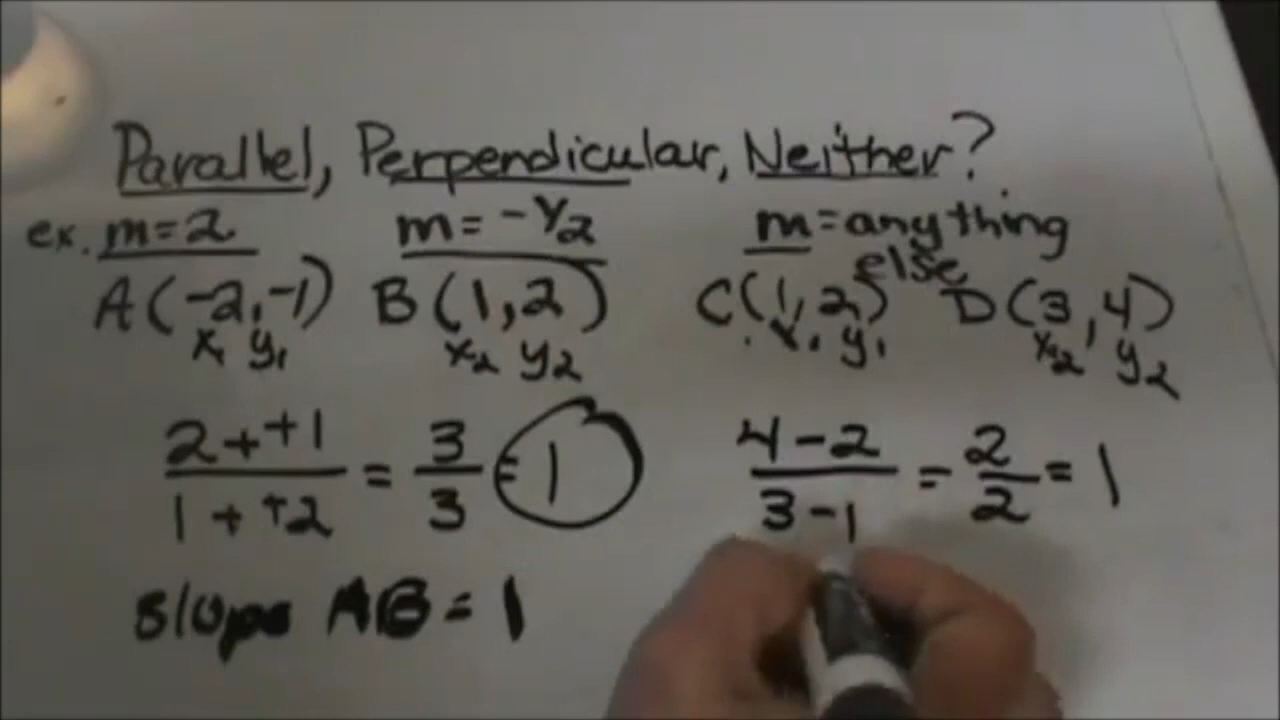 Parallel, Perpendicular, Neither?
ex. m=2 m=-1/2 m=anything else
A(-2,-1) B(1,2) C(1,2) D(3,4)
x₁ y₁ x₂ y₂ x₁ y₁ x₂ y₂
2++1 / 1++2 = 3/3 = 1 4-2 / 3-1 = 2/2 = 1
slope AB = 1